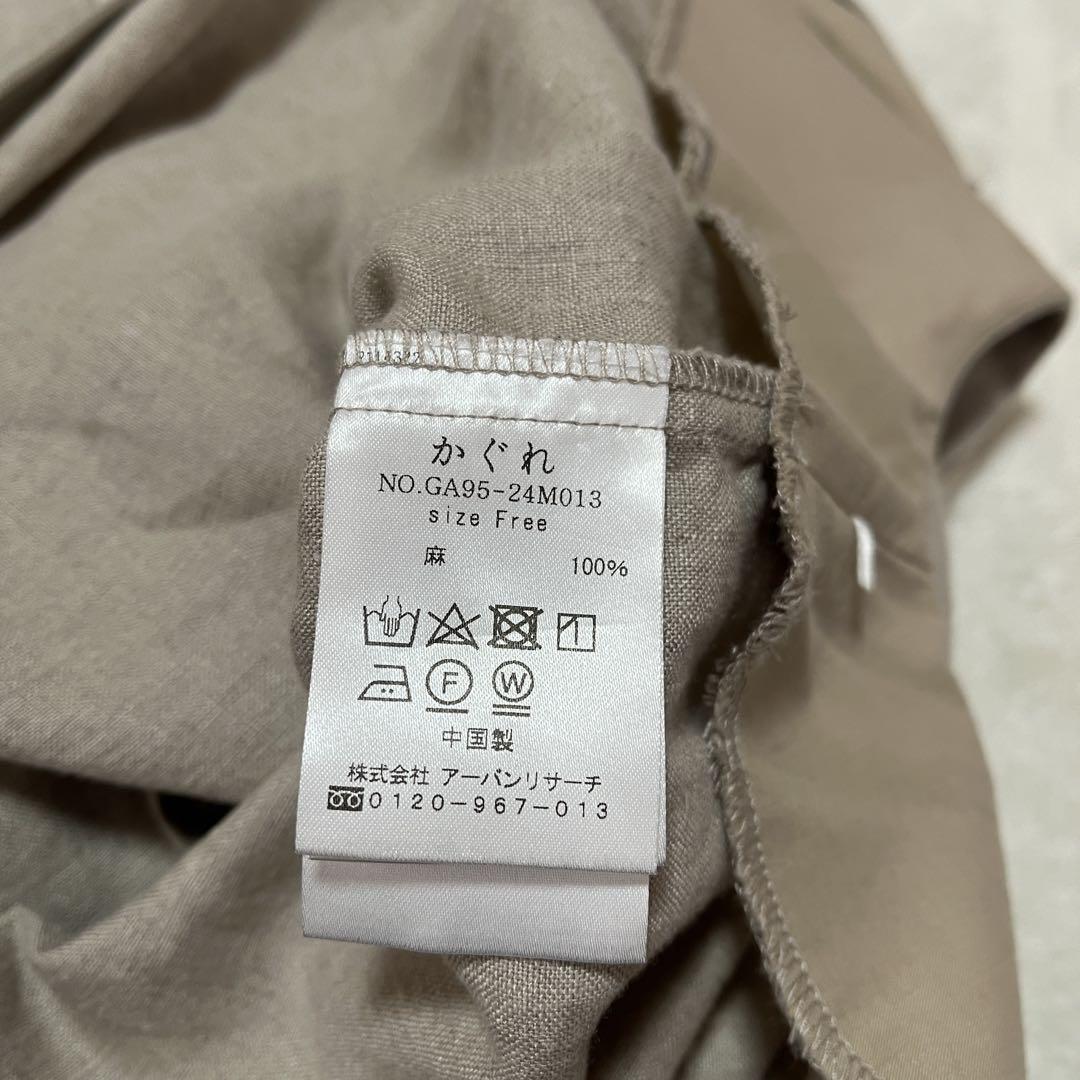 かぐれ
NO.GA95-24M013
size Free
麻 100%
F W
中国製
株式会社 アーバンリサーチ
0120-967-013